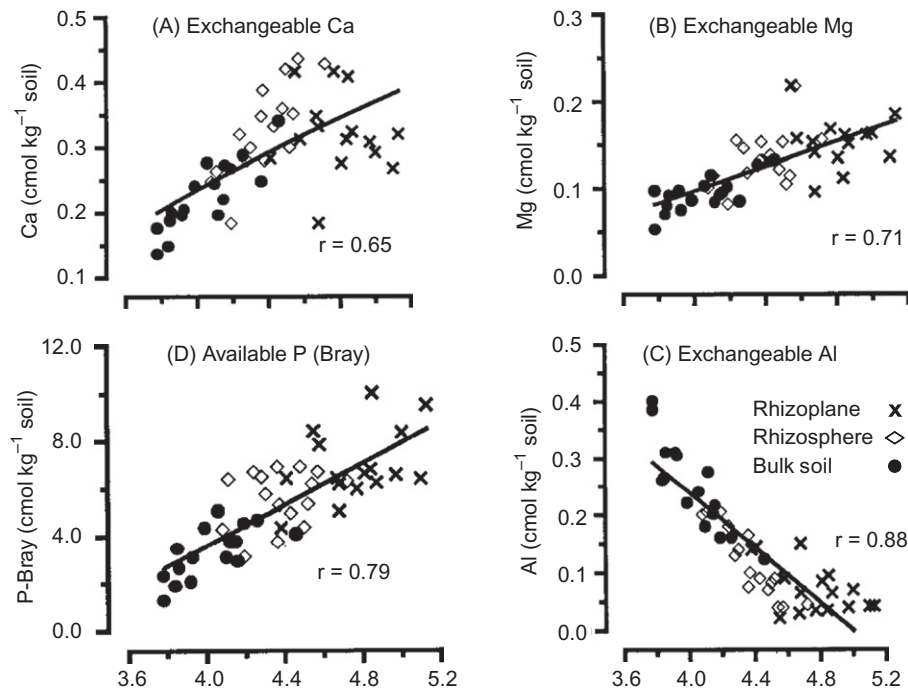 (A) Exchangeable Ca
0.5
0.4
0.3
0.2
0.1
Ca (cmol kg⁻¹ soil)
r = 0.65
(B) Exchangeable Mg
0.3
0.2
0.1
0.0
Mg (cmol kg⁻¹ soil)
r = 0.71
(D) Available P (Bray)
12.0
8.0
4.0
0.0
P-Bray (cmol kg⁻¹ soil)
r = 0.79
3.6 4.0 4.4 4.8 5.2
(C) Exchangeable Al
0.5
0.4
0.3
0.2
0.1
0.0
Al (cmol kg⁻¹ soil)
Rhizoplane
Rhizosphere
Bulk soil
r = 0.88
3.6 4.0 4.4 4.8 5.2